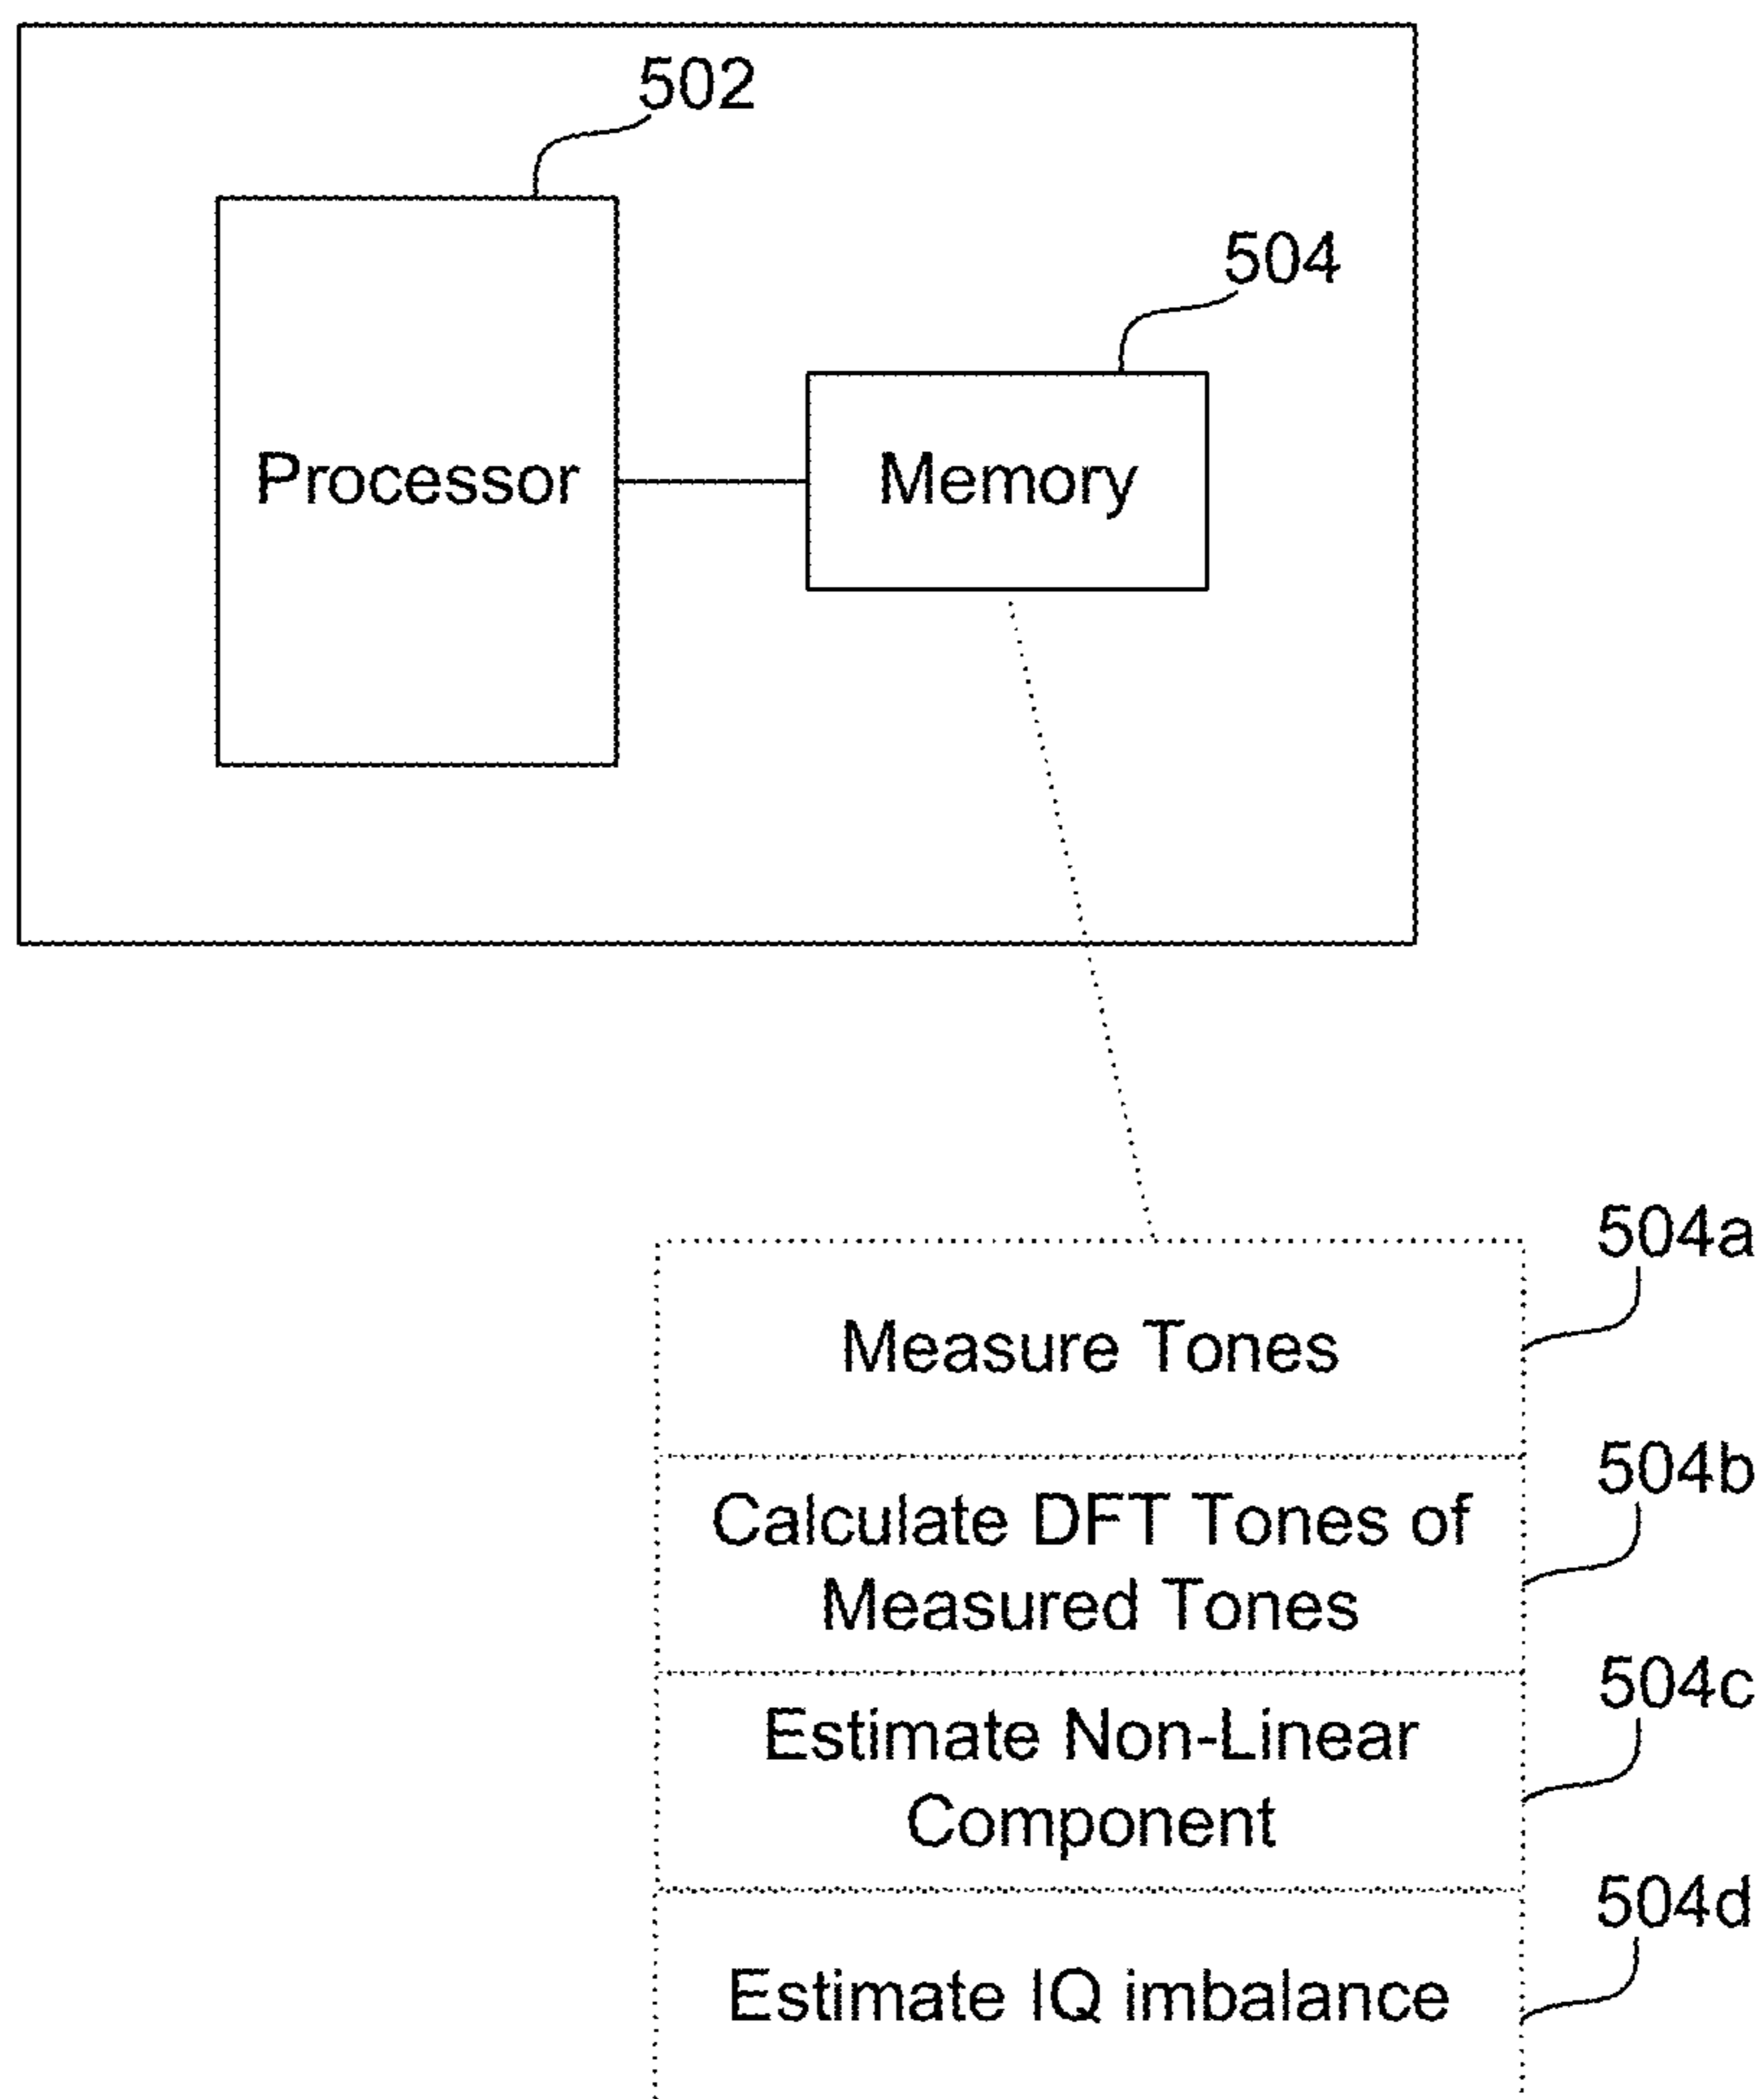 502
504
Processor
Memory
504a
Measure Tones
504b
Calculate DFT Tones of
Measured Tones
504c
Estimate Non-Linear
Component
504d
Estimate IQ imbalance